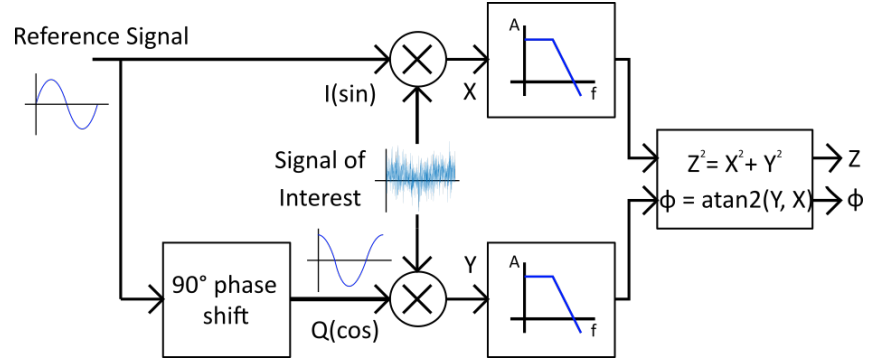 Reference Signal
I(sin)
X
A
f
Signal of
Interest
Z² = X² + Y²
ϕ = atan2(Y, X)
Z
ϕ
90° phase
shift
Q(cos)
Y
A
f